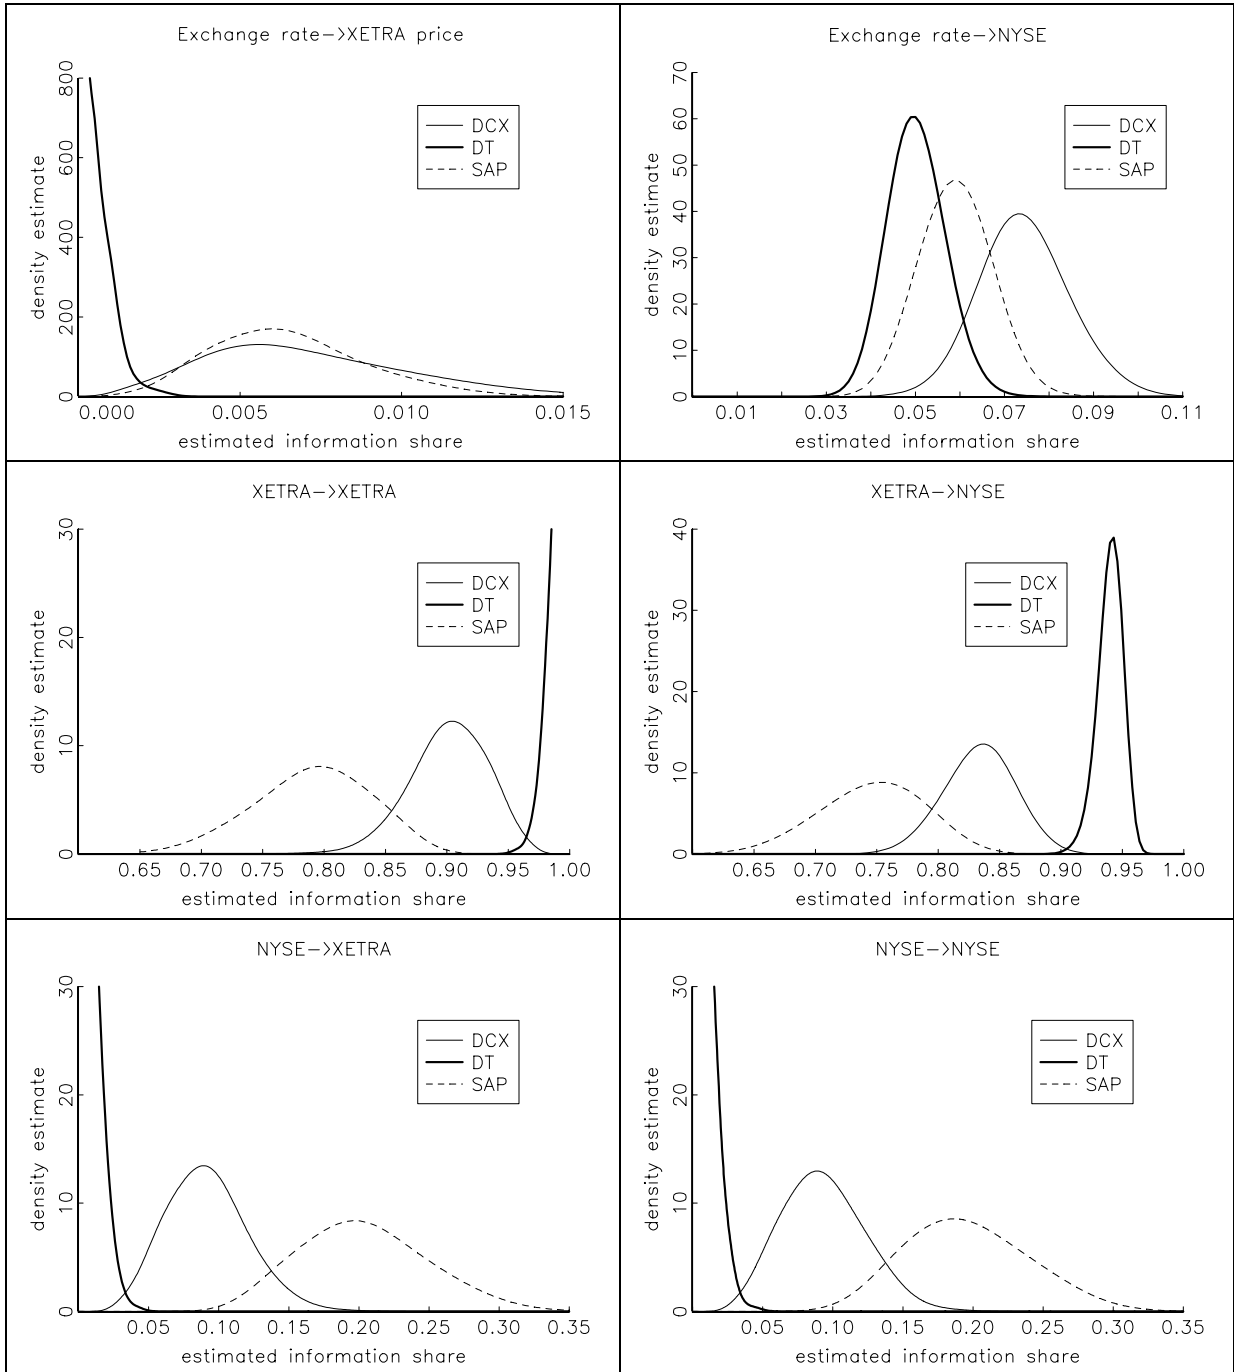 Exchange rate->XETRA price
800
600
400
200
0
density estimate
DCX
DT
SAP
0.000 0.005 0.010 0.015
estimated information share
Exchange rate->NYSE
70
60
50
40
30
20
10
0
density estimate
DCX
DT
SAP
0.01 0.03 0.05 0.07 0.09 0.11
estimated information share
XETRA->XETRA
30
20
10
0
density estimate
DCX
DT
SAP
0.65 0.70 0.75 0.80 0.85 0.90 0.95 1.00
estimated information share
XETRA->NYSE
40
30
20
10
0
density estimate
DCX
DT
SAP
0.65 0.70 0.75 0.80 0.85 0.90 0.95 1.00
estimated information share
NYSE->XETRA
30
20
10
0
density estimate
DCX
DT
SAP
0.05 0.10 0.15 0.20 0.25 0.30 0.35
estimated information share
NYSE->NYSE
30
20
10
0
density estimate
DCX
DT
SAP
0.05 0.10 0.15 0.20 0.25 0.30 0.35
estimated information share